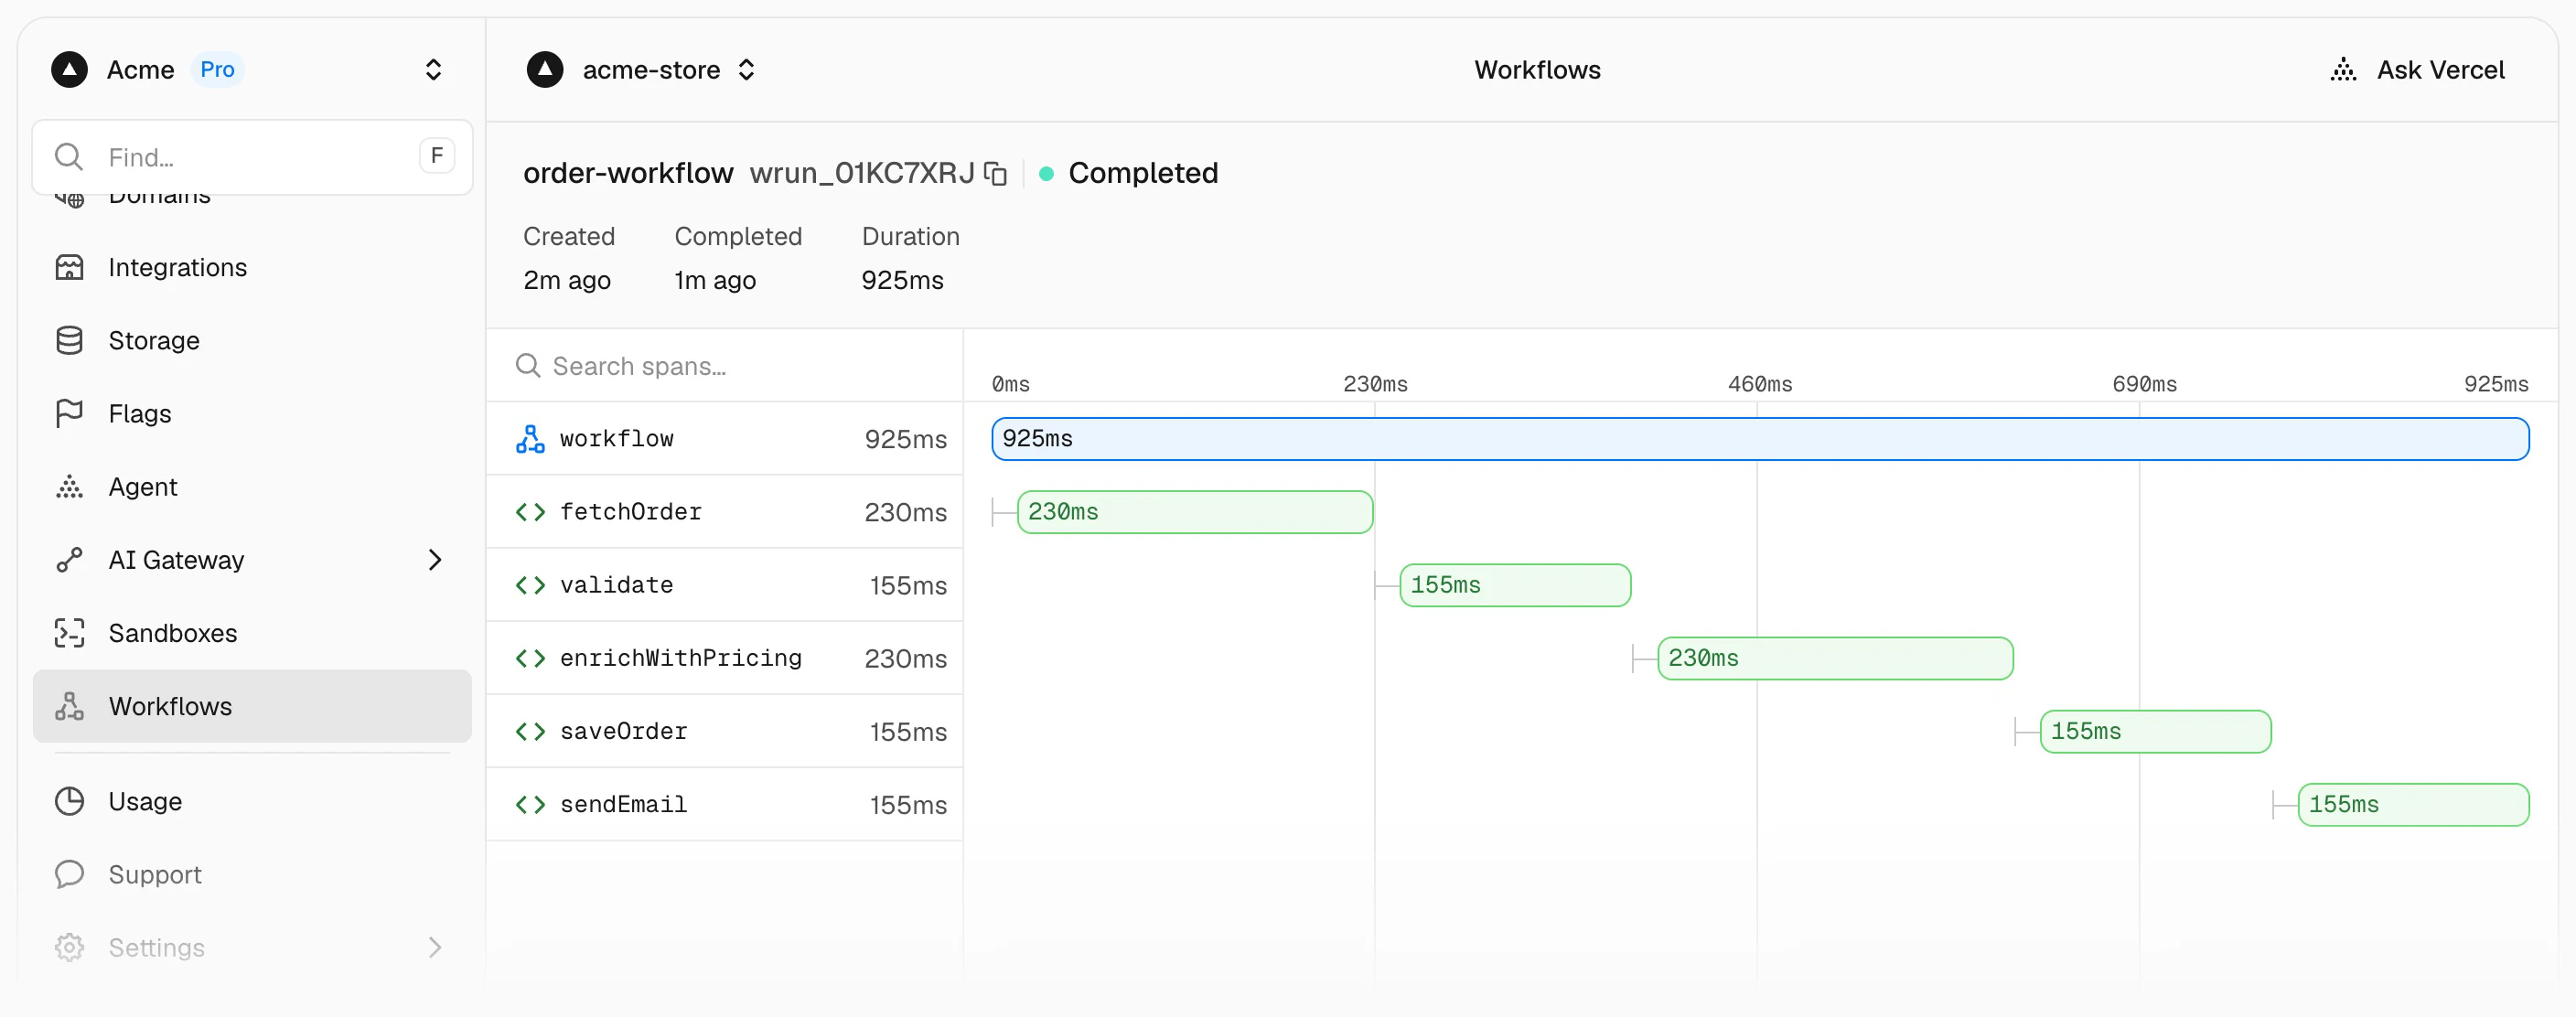 Acme Pro
Find... F
Domains
Integrations
Storage
Flags
Agent
AI Gateway
Sandboxes
Workflows
Usage
Support
Settings
acme-store
Workflows
Ask Vercel
order-workflow wrun_01KC7XRJ Completed
Created Completed Duration
2m ago 1m ago 925ms
Search spans...
0ms 230ms 460ms 690ms 925ms
workflow 925ms 925ms
fetchOrder 230ms 230ms
validate 155ms 155ms
enrichWithPricing 230ms 230ms
saveOrder 155ms 155ms
sendEmail 155ms 155ms